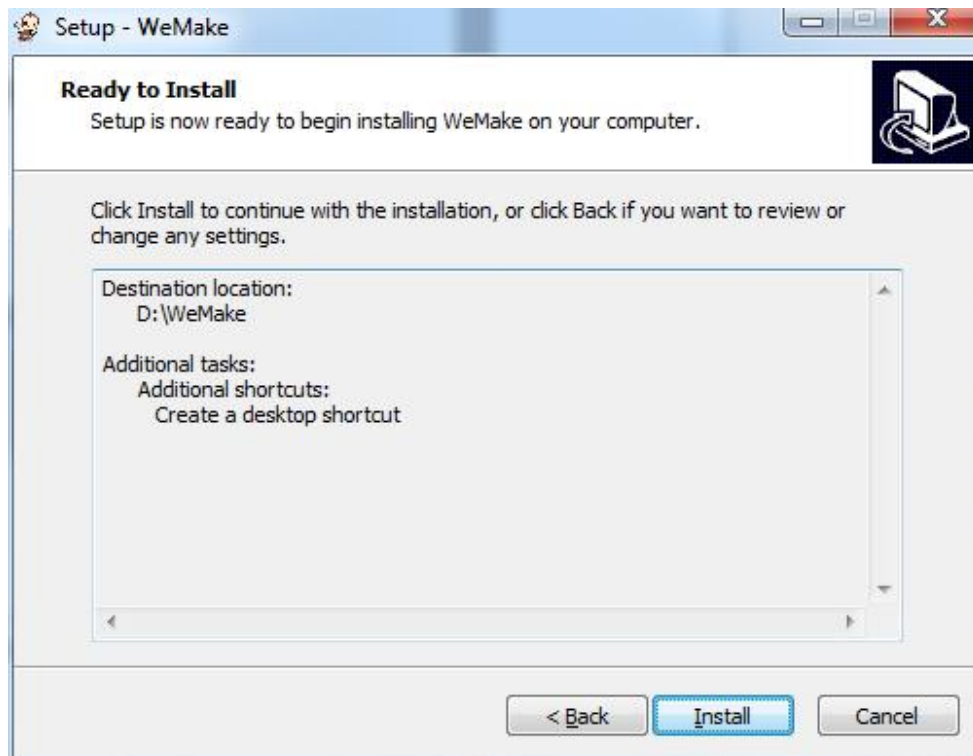 Setup - WeMake
Ready to Install
Setup is now ready to begin installing WeMake on your computer.
Click Install to continue with the installation, or click Back if you want to review or
change any settings.
Destination location:
D:\WeMake
Additional tasks:
Additional shortcuts:
Create a desktop shortcut
< Back
Install
Cancel